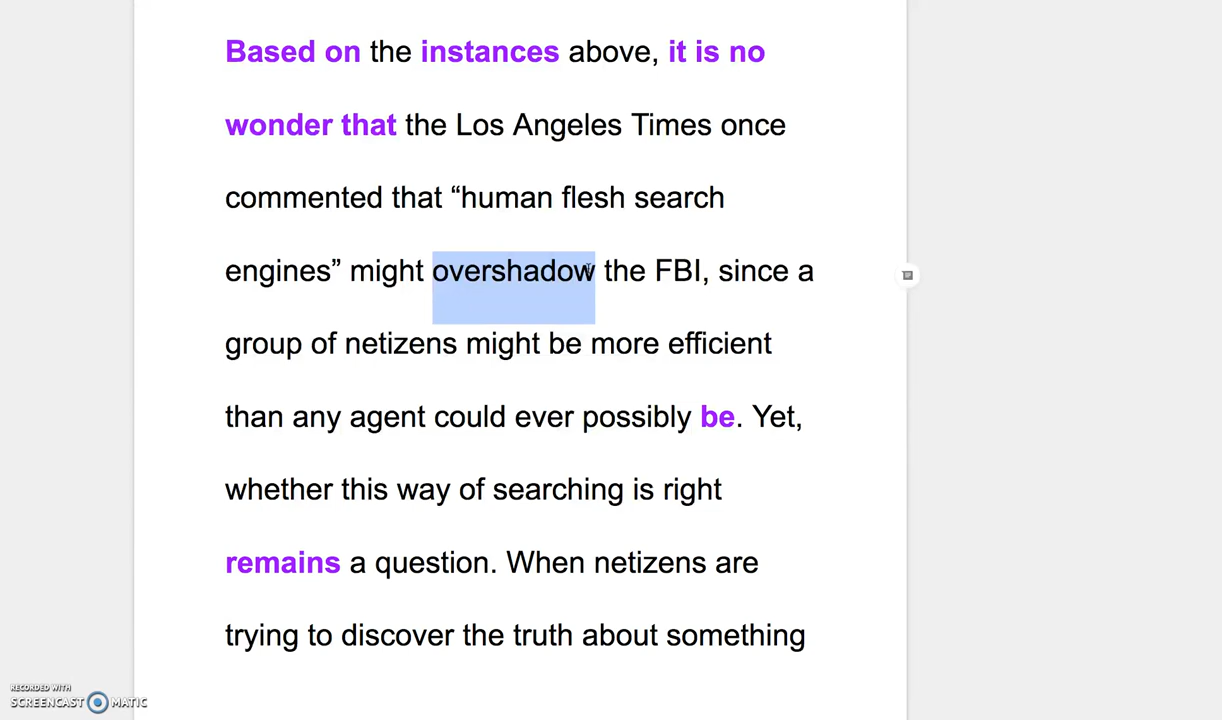 Based on the instances above, it is no
wonder that the Los Angeles Times once
commented that “human flesh search
engines” might overshadow the FBI, since a
group of netizens might be more efficient
than any agent could ever possibly be. Yet,
whether this way of searching is right
remains a question. When netizens are
trying to discover the truth about something
RECORDED WITH
SCREENCAST MATIC